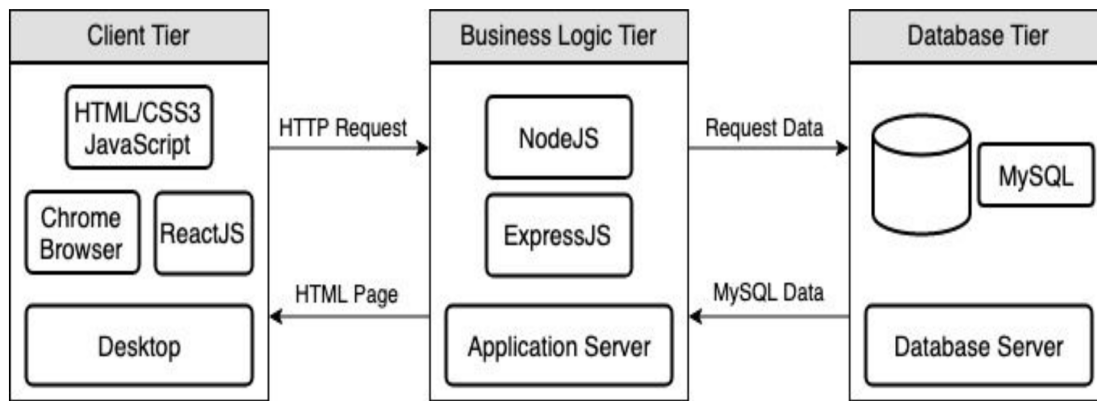 Client Tier
HTML/CSS3
JavaScript
Chrome
Browser
ReactJS
Desktop
HTTP Request
HTML Page
Business Logic Tier
NodeJS
ExpressJS
Application Server
Request Data
MySQL Data
Database Tier
MySQL
Database Server